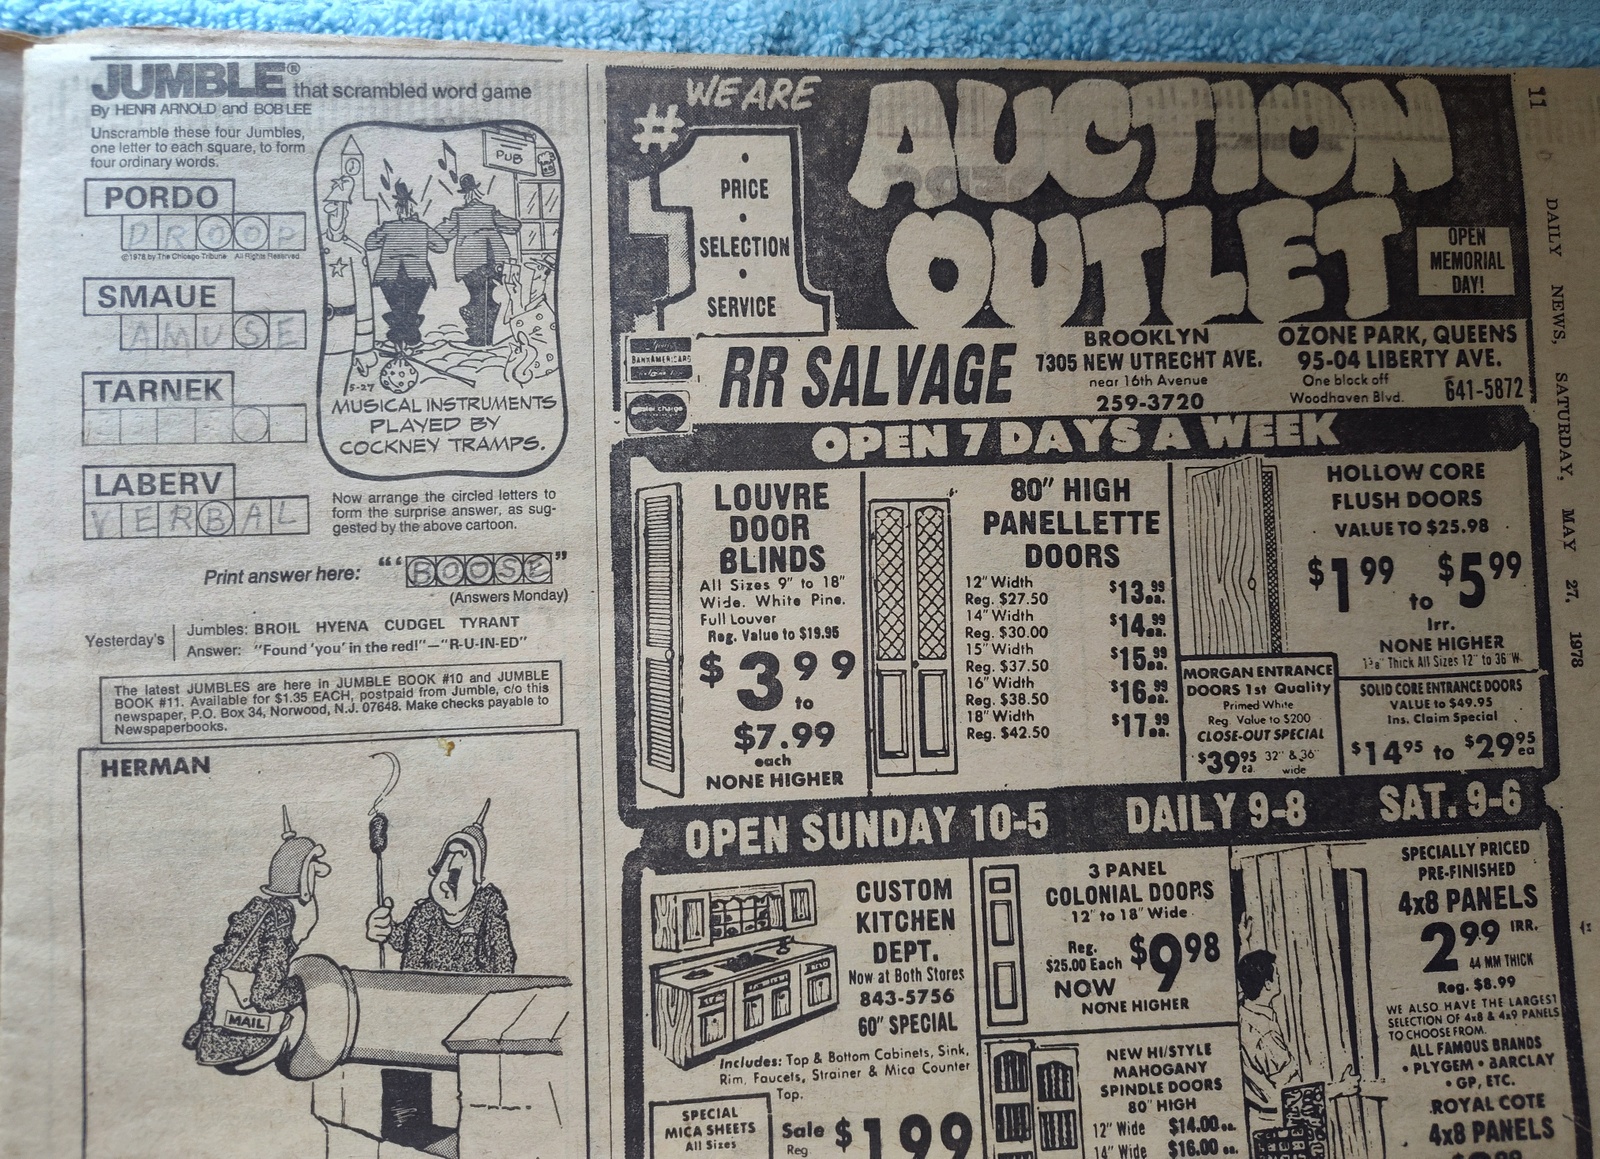 JUMBLE® that scrambled word game
By HENRI ARNOLD and BOB LEE
Unscramble these four Jumbles,
one letter to each square, to form
four ordinary words.
PORDO
DROOP
©1978 by The Chicago Tribune All Rights Reserved
SMAUE
AMUSE
TARNEK
LABERV
VERBAL
PUB
5-27
MUSICAL INSTRUMENTS
PLAYED BY
COCKNEY TRAMPS.
Now arrange the circled letters to
form the surprise answer, as sug-
gested by the above cartoon.
Print answer here: "'BOOSE"
(Answers Monday)
Yesterday's
Jumbles: BROIL HYENA CUDGEL TYRANT
Answer: "Found 'you' in the red!"—"R-U-IN-ED"
The latest JUMBLES are here in JUMBLE BOOK #10 and JUMBLE
BOOK #11. Available for $1.35 EACH, postpaid from Jumble, c/o this
newspaper, P.O. Box 34, Norwood, N.J. 07648. Make checks payable to
Newspaperbooks.
HERMAN
MAIL
WE ARE
#1
PRICE
•
SELECTION
•
SERVICE
AUCTION
OUTLET
OPEN
MEMORIAL
DAY!
BANKAMERICARD
master charge
RR SALVAGE
BROOKLYN
7305 NEW UTRECHT AVE.
near 16th Avenue
259-3720
OZONE PARK, QUEENS
95-04 LIBERTY AVE.
One block off
Woodhaven Blvd.
641-5872
OPEN 7 DAYS A WEEK
LOUVRE
DOOR
BLINDS
All Sizes 9" to 18"
Wide. White Pine.
Full Louver
Reg. Value to $19.95
$3.99
to
$7.99
each
NONE HIGHER
80" HIGH
PANELLETTE
DOORS
12" Width
Reg. $27.50 $13.99 ea.
14" Width
Reg. $30.00 $14.99 ea.
15" Width
Reg. $37.50 $15.99 ea.
16" Width
Reg. $38.50 $16.99 ea.
18" Width
Reg. $42.50 $17.99 ea.
HOLLOW CORE
FLUSH DOORS
VALUE TO $25.98
$1.99 to $5.99
Irr.
NONE HIGHER
1 3/8" Thick All Sizes 12" to 36" W
MORGAN ENTRANCE
DOORS 1st Quality
Primed White
Reg. Value to $200
CLOSE-OUT SPECIAL
$39.95 ea. 32" & 36" wide
SOLID CORE ENTRANCE DOORS
VALUE to $49.95
Ins. Claim Special
$14.95 to $29.95 ea
OPEN SUNDAY 10-5 DAILY 9-8 SAT. 9-6
CUSTOM
KITCHEN
DEPT.
Now at Both Stores
843-5756
60" SPECIAL
Includes: Top & Bottom Cabinets, Sink,
Rim, Faucets, Strainer & Mica Counter
Top.
SPECIAL
MICA SHEETS
All Sizes
Sale $199
Reg.
3 PANEL
COLONIAL DOORS
12" to 18" Wide
Reg.
$25.00 Each
NOW $9.98
NONE HIGHER
NEW HI/STYLE
MAHOGANY
SPINDLE DOORS
80" HIGH
12" Wide $14.00 ea.
14" Wide $16.00 ea.
SPECIALLY PRICED
PRE-FINISHED
4x8 PANELS
2.99 IRR.
44 MM THICK
Reg. $8.99
WE ALSO HAVE THE LARGEST
SELECTION OF 4x8 & 4x9 PANELS
TO CHOOSE FROM.
ALL FAMOUS BRANDS
• PLYGEM • BARCLAY
• GP, ETC.
ROYAL COTE
4x8 PANELS
11
DAILY NEWS, SATURDAY, MAY 27, 1978